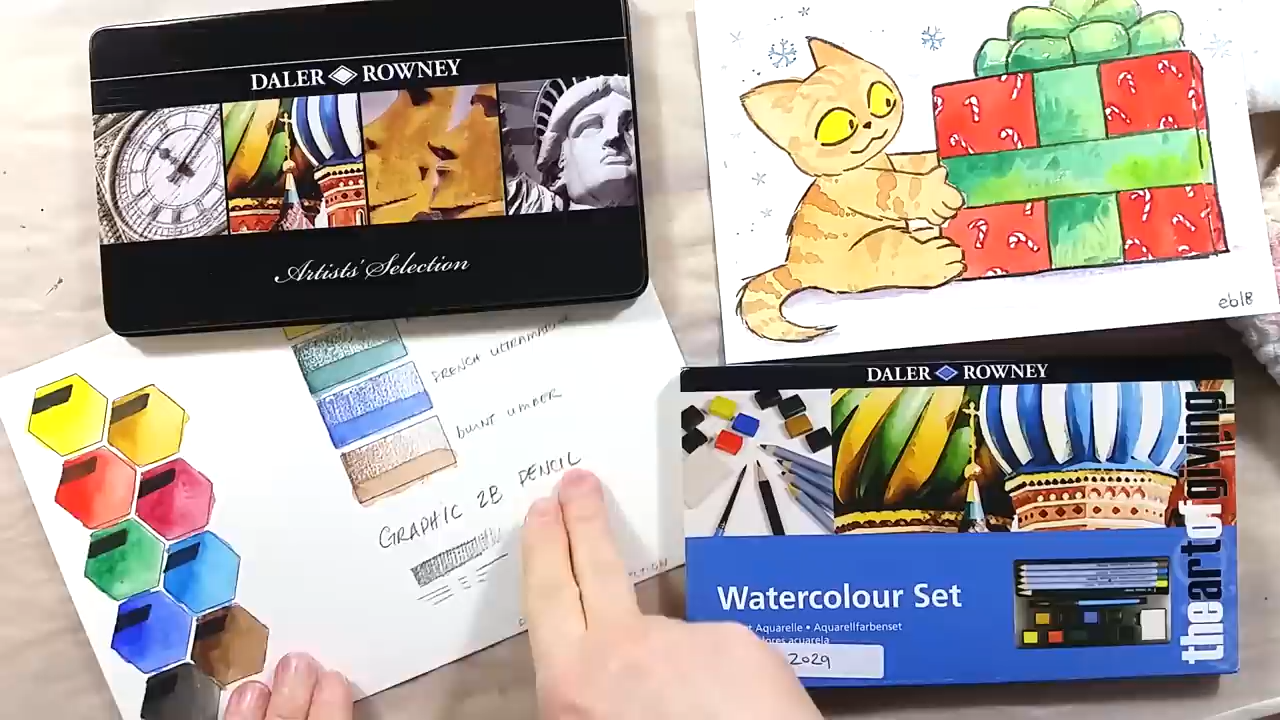 DALER ROWNEY
Artists' Selection
eb18
FRENCH ULTRAMARINE
BURNT UMBER
GRAPHIC 2B PENCIL
DALER ROWNEY
theartofgiving
Watercolour Set
Aquarelle • Aquarellfarbenset
acuarela
2029